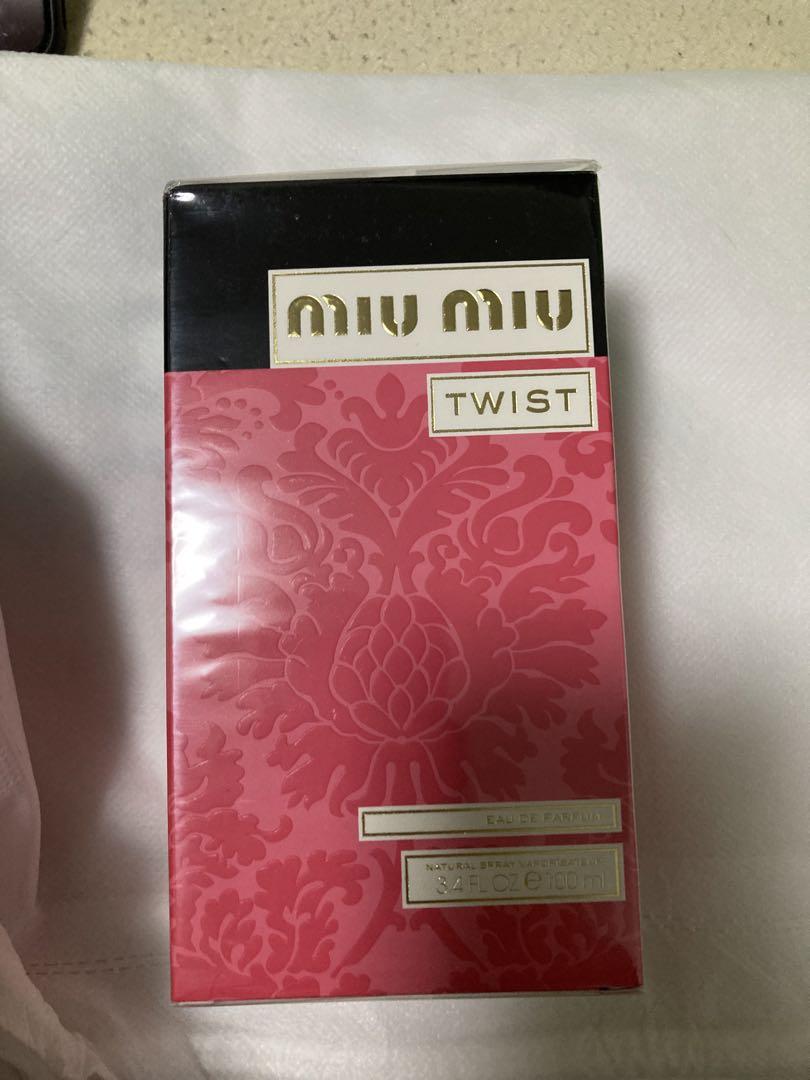 miu miu
TWIST
EAU DE PARFUM
NATURAL SPRAY VAPORISATEUR
3.4 FL OZ e 100 ml